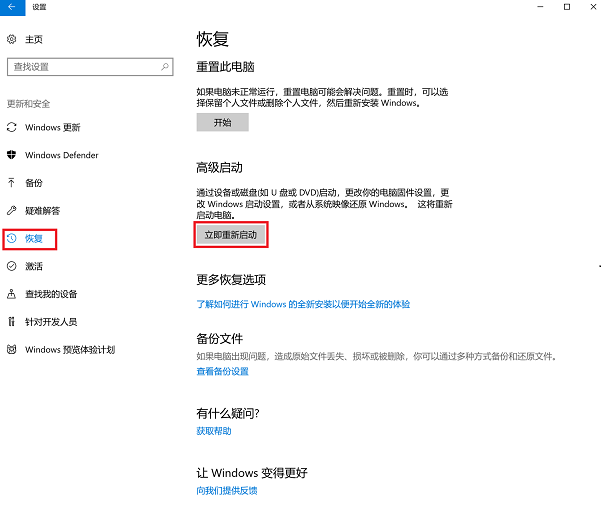 设置
主页
查找设置
更新和安全
Windows 更新
Windows Defender
备份
疑难解答
恢复
激活
查找我的设备
针对开发人员
Windows 预览体验计划
恢复
重置此电脑
如果电脑未正常运行，重置电脑可能会解决问题。重置时，可以选
择保留个人文件或删除个人文件，然后重新安装 Windows。
开始
高级启动
通过设备或磁盘(如 U 盘或 DVD)启动，更改你的电脑固件设置，更
改 Windows 启动设置，或者从系统映像还原 Windows。 这将重新
启动电脑。
立即重新启动
更多恢复选项
了解如何进行 Windows 的全新安装以便开始全新的体验
备份文件
如果电脑出现问题，造成原始文件丢失、损坏或被删除，你可以通过多种方式备份和还原文件。
查看备份设置
有什么疑问?
获取帮助
让 Windows 变得更好
向我们提供反馈